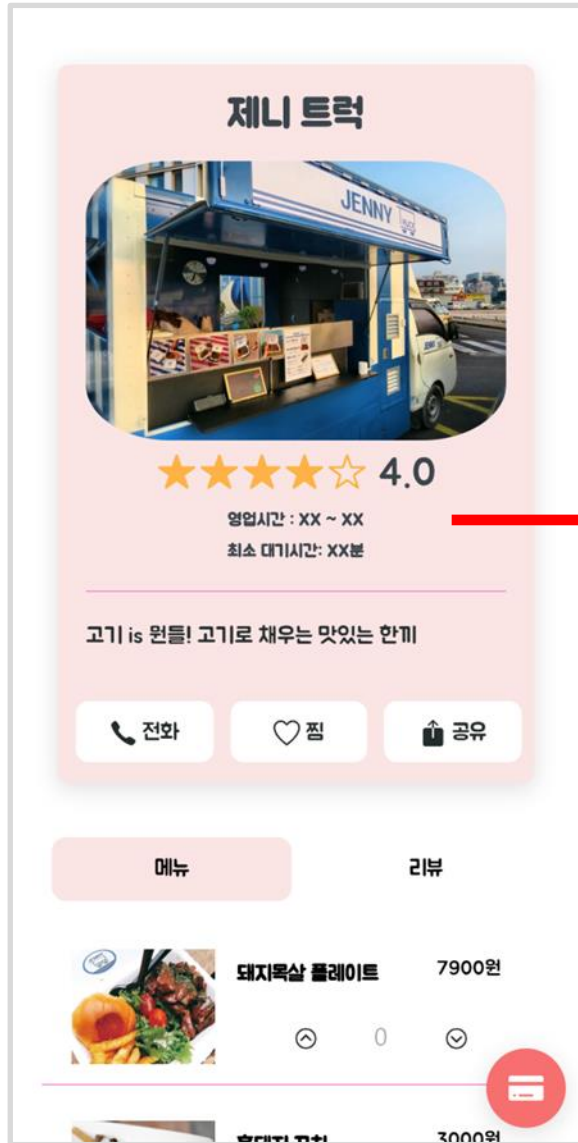 제니 트럭
JENNY
4.0
영업시간 : XX ~ XX
최소 대기시간: XX분
고기 is 뭔들! 고기로 채우는 맛있는 한끼
전화 찜 공유
메뉴 리뷰
돼지목살 플레이트 7900원
0
3000원